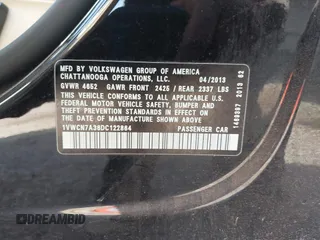 MFD BY VOLKSWAGEN GROUP OF AMERICA
CHATTANOOGA OPERATIONS, LLC. 04/2013
GVWR 4652 GAWR FRONT 2425 / REAR 2337 LBS
THIS VEHICLE CONFORMS TO ALL APPLICABLE U.S.
FEDERAL MOTOR VEHICLE SAFETY, BUMPER AND
THEFT PREVENTION STANDARDS IN EFFECT ON THE
DATE OF MANUFACTURE SHOWN ABOVE.
1VWCN7A36DC122884 PASSENGER CAR
DREAMBID